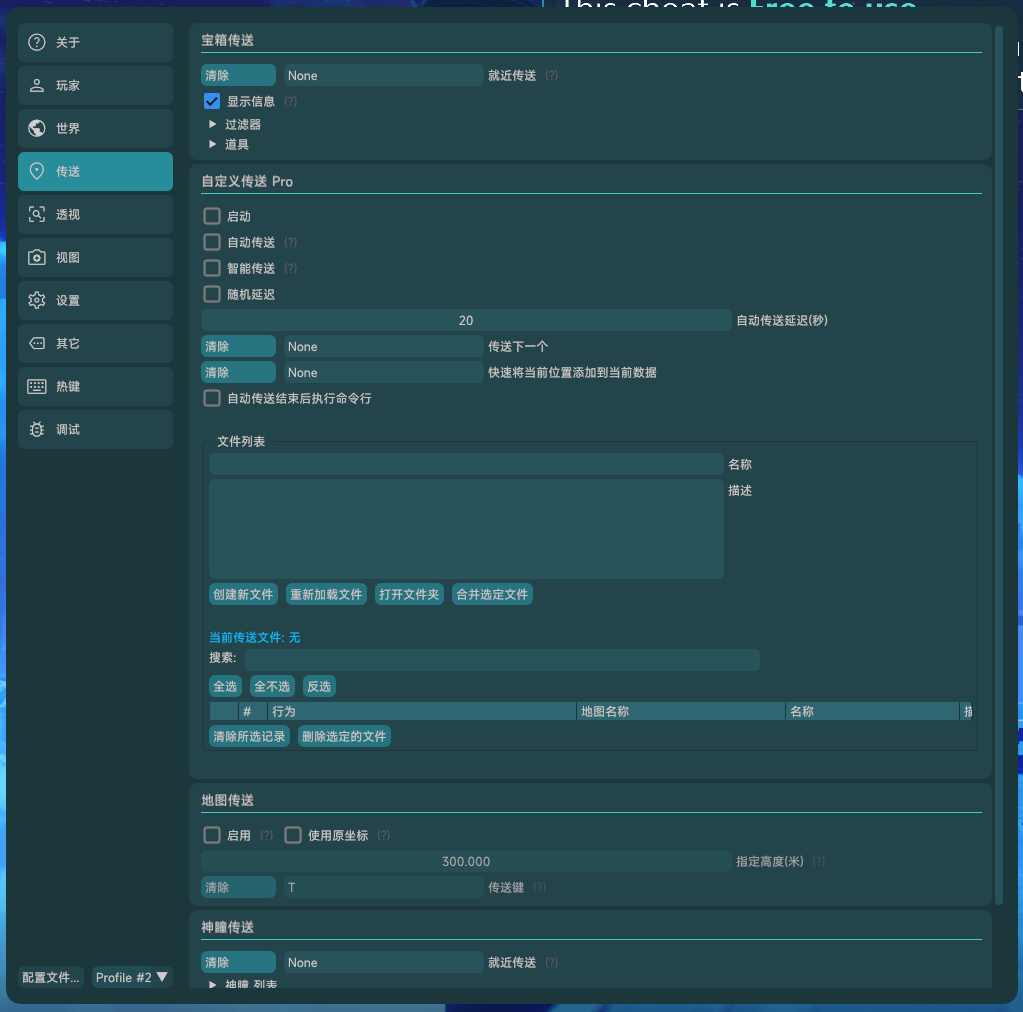 This cheat is Free to use
关于
玩家
世界
传送
透视
视图
设置
其它
热键
调试
配置文件...
Profile #2
宝箱传送
清除 None 就近传送 (?)
显示信息 (?)
过滤器
道具
自定义传送 Pro
启动
自动传送 (?)
智能传送 (?)
随机延迟
20 自动传送延迟(秒)
清除 None 传送下一个
清除 None 快速将当前位置添加到当前数据
自动传送结束后执行命令行
文件列表
名称
描述
创建新文件 重新加载文件 打开文件夹 合并选定文件
当前传送文件: 无
搜索:
全选 全不选 反选
# 行为 地图名称 名称
清除所选记录 删除选定的文件
地图传送
启用 (?) 使用原坐标 (?)
300.000 指定高度(米) (?)
清除 T 传送键 (?)
神瞳传送
清除 None 就近传送 (?)
神瞳 列表